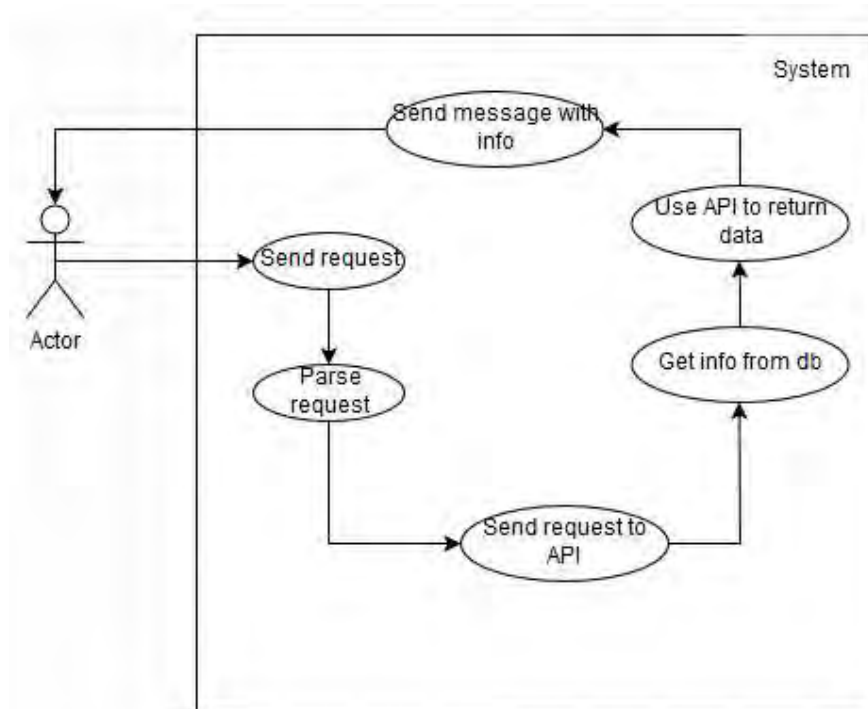 System
Send message with
info
Use API to return
data
Send request
Actor
Get info from db
Parse
request
Send request to
API